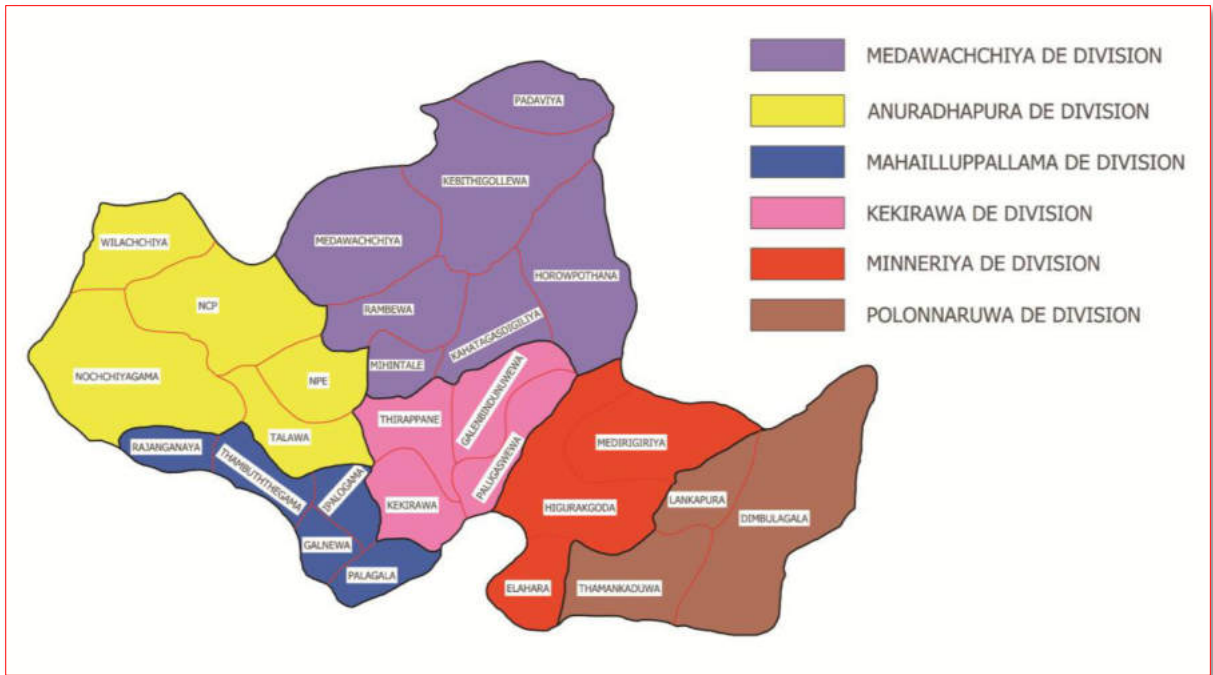 MEDAWACHCHIYA DE DIVISION
ANURADHAPURA DE DIVISION
MAHAILLUPPALLAMA DE DIVISION
KEKIRAWA DE DIVISION
MINNERIYA DE DIVISION
POLONNARUWA DE DIVISION
PADAVIYA
KEBITHIGOLLEWA
WILACHCHIYA
MEDAWACHCHIYA
HOROWPOTHANA
NCP
RAMBEWA
KAHATAGASDIGILIYA
MIHINTALE
NOCHCHIYAGAMA
NPE
GALENBINDUNUWEWA
THIRAPPANE
TALAWA
MEDIRIGIRIYA
RAJANGANAYA
THAMBUTHTHEGAMA
IPALOGAMA
PALUGASWEWA
KEKIRAWA
HIGURAKGODA
LANKAPURA
DIMBULAGALA
GALNEWA
PALAGALA
ELAHARA
THAMANKADUWA